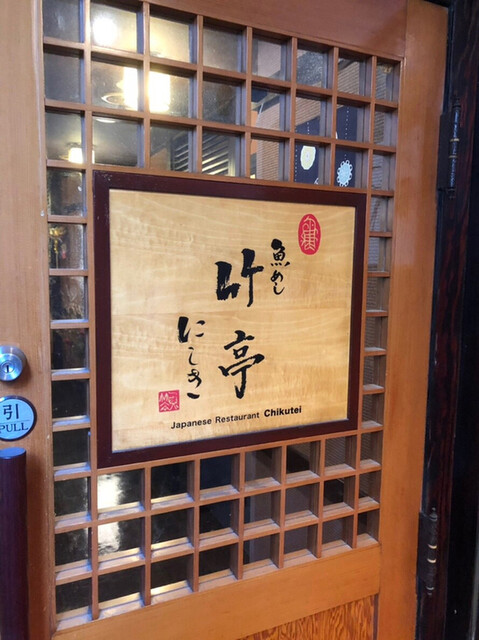 魚めし
竹亭
にしき
Japanese Restaurant Chikutei
引
PULL